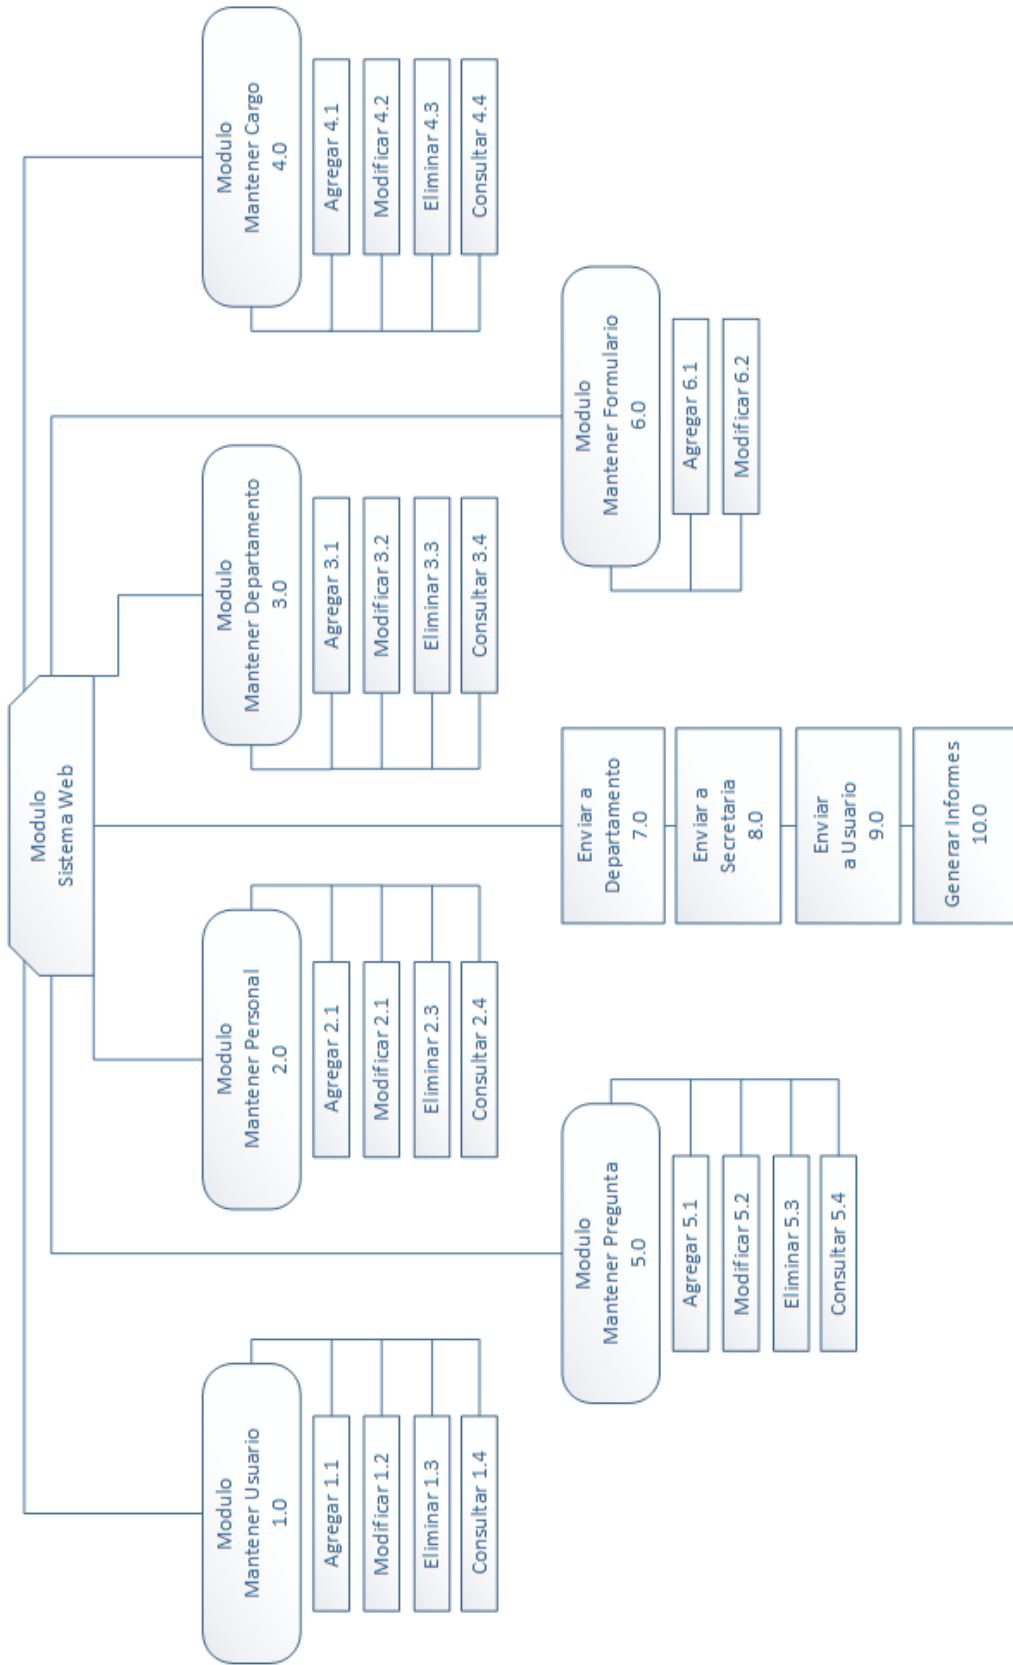 Modulo
Sistema Web
Modulo
Mantener Usuario
1.0
Agregar 1.1
Modificar 1.2
Eliminar 1.3
Consultar 1.4
Modulo
Mantener Personal
2.0
Agregar 2.1
Modificar 2.1
Eliminar 2.3
Consultar 2.4
Modulo
Mantener Departamento
3.0
Agregar 3.1
Modificar 3.2
Eliminar 3.3
Consultar 3.4
Modulo
Mantener Cargo
4.0
Agregar 4.1
Modificar 4.2
Eliminar 4.3
Consultar 4.4
Modulo
Mantener Pregunta
5.0
Agregar 5.1
Modificar 5.2
Eliminar 5.3
Consultar 5.4
Enviar a
Departamento
7.0
Enviar a
Secretaria
8.0
Enviar
a Usuario
9.0
Generar Informes
10.0
Modulo
Mantener Formulario
6.0
Agregar 6.1
Modificar 6.2